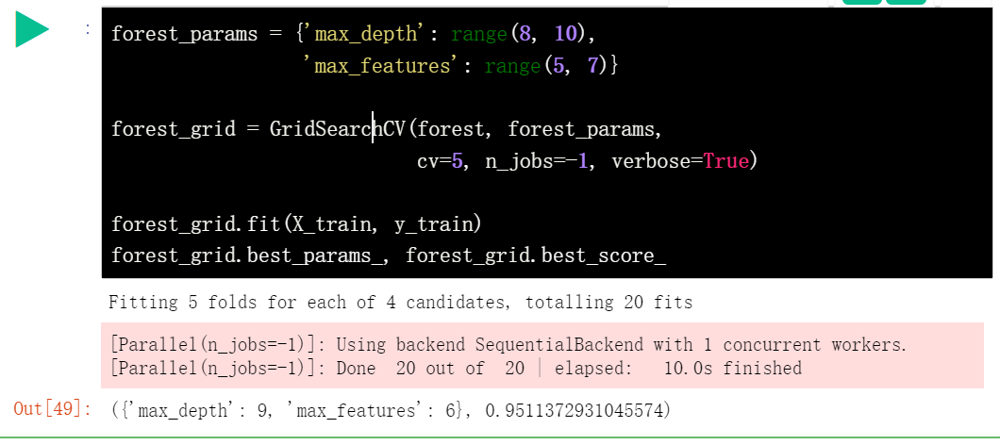 :
forest_params = {'max_depth': range(8, 10),
'max_features': range(5, 7)}
forest_grid = GridSearchCV(forest, forest_params,
cv=5, n_jobs=-1, verbose=True)
forest_grid.fit(X_train, y_train)
forest_grid.best_params_, forest_grid.best_score_
Fitting 5 folds for each of 4 candidates, totalling 20 fits
[Parallel(n_jobs=-1)]: Using backend SequentialBackend with 1 concurrent workers.
[Parallel(n_jobs=-1)]: Done  20 out of  20 | elapsed:   10.0s finished
Out[49]: ({'max_depth': 9, 'max_features': 6}, 0.9511372931045574)